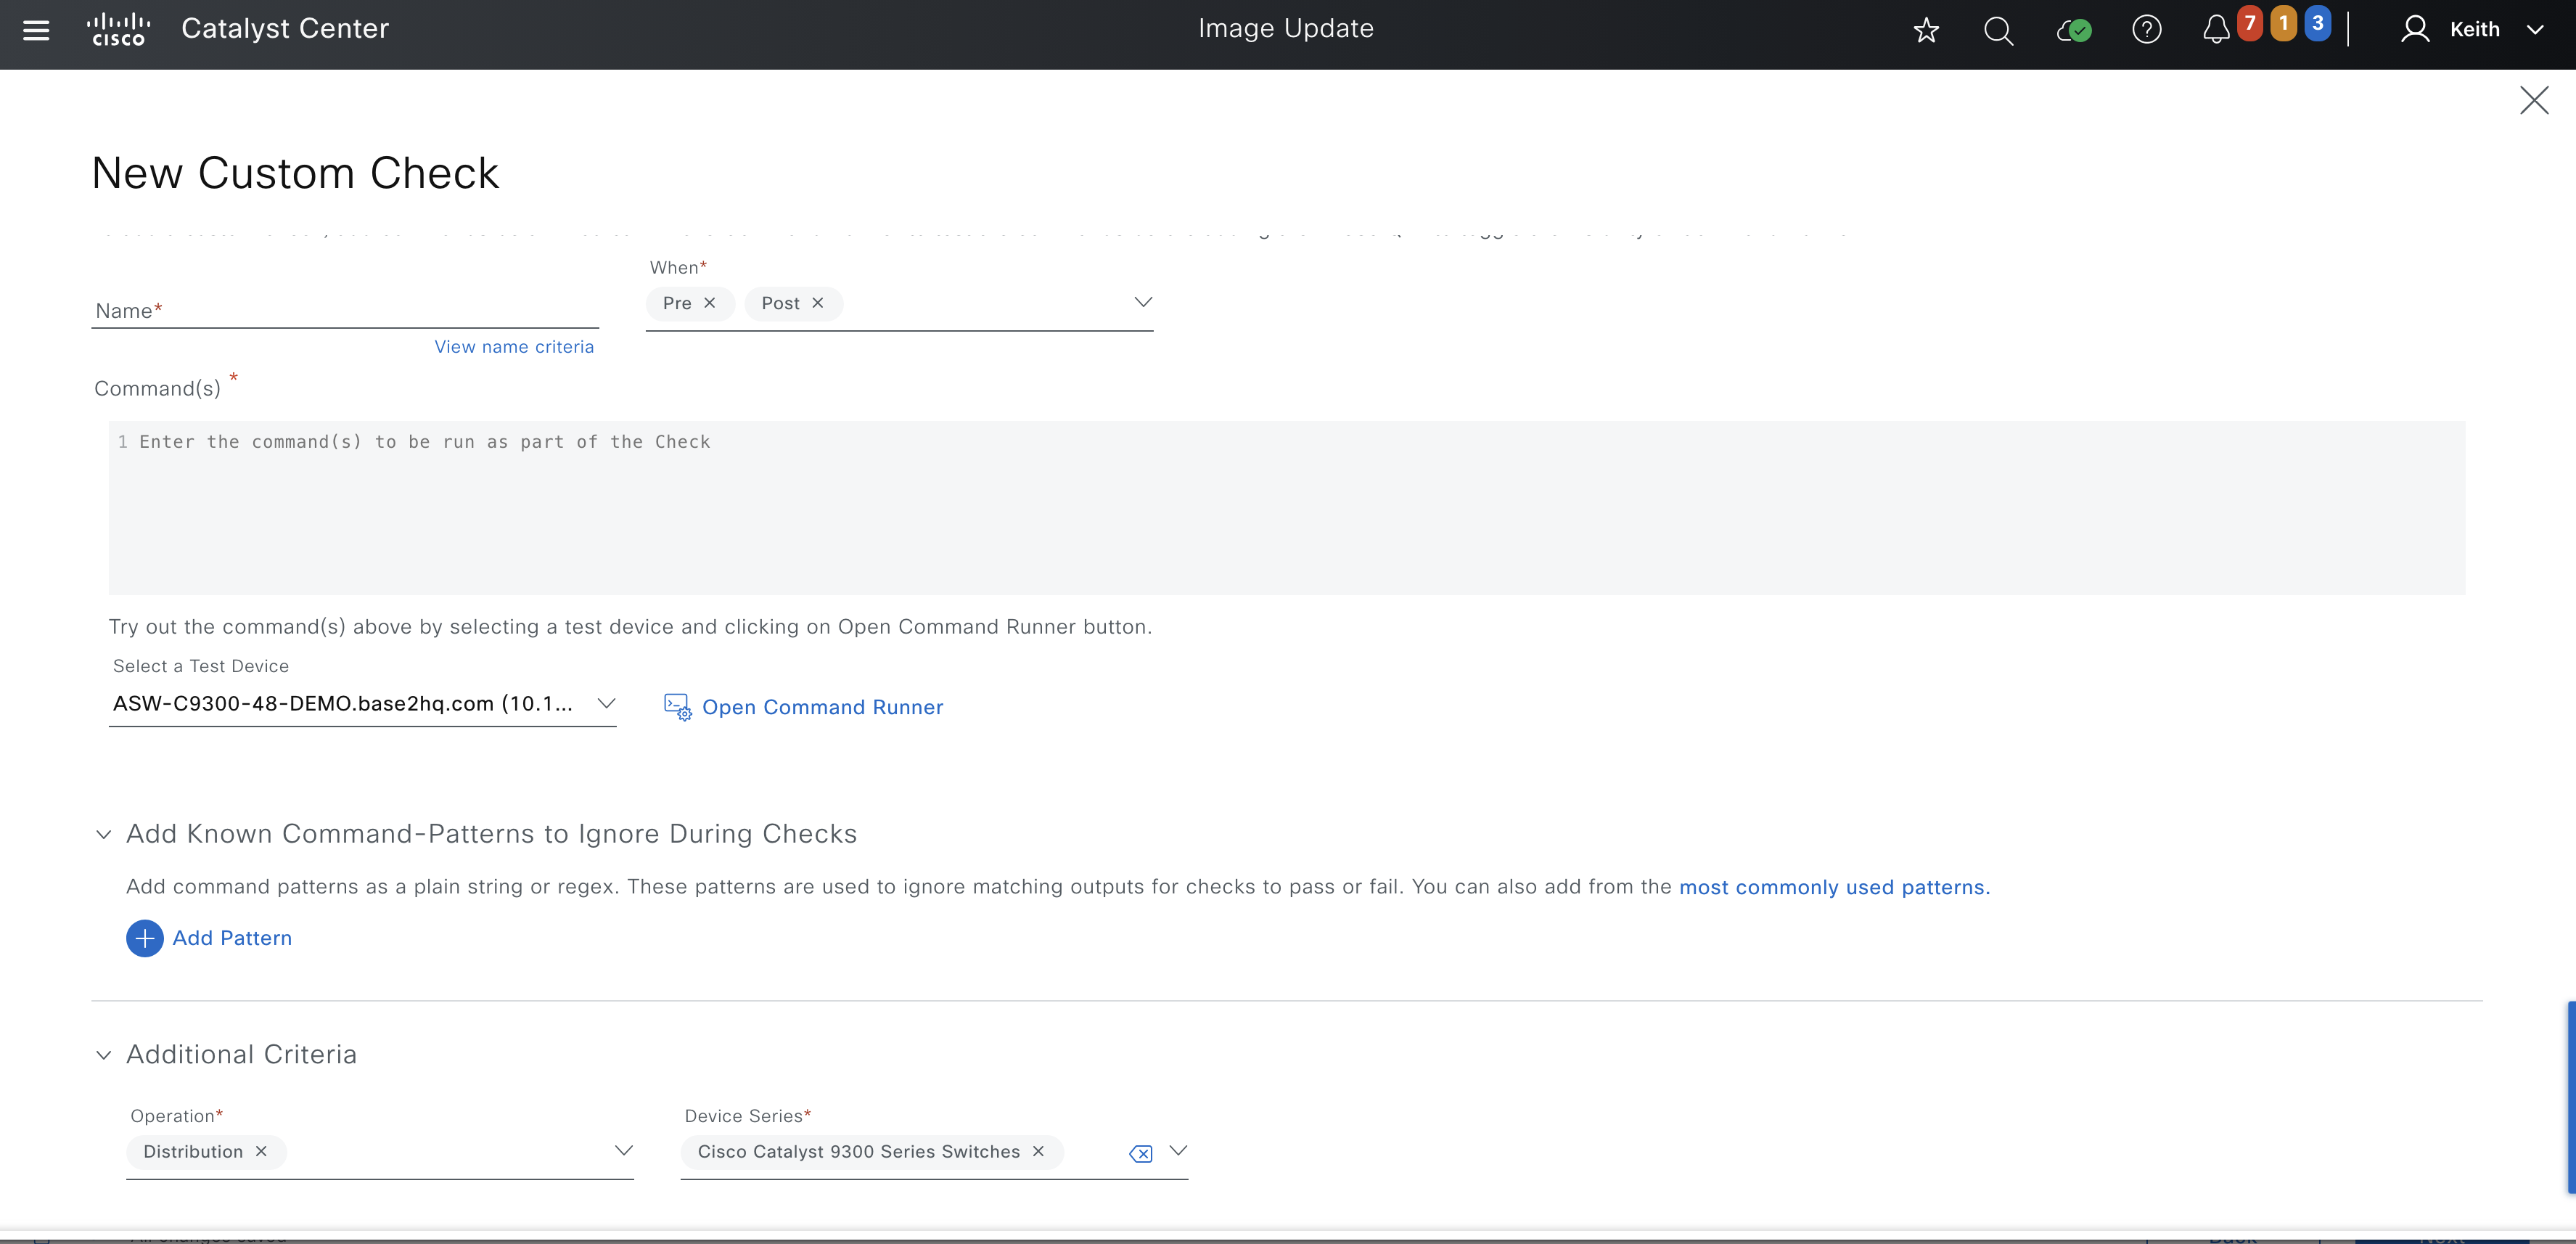 CISCO Catalyst Center Image Update 7 1 3 Keith
New Custom Check
When*
Name* Pre Post
View name criteria
Command(s) *
1 Enter the command(s) to be run as part of the Check
Try out the command(s) above by selecting a test device and clicking on Open Command Runner button.
Select a Test Device
ASW-C9300-48-DEMO.base2hq.com (10.1... Open Command Runner
Add Known Command-Patterns to Ignore During Checks
Add command patterns as a plain string or regex. These patterns are used to ignore matching outputs for checks to pass or fail. You can also add from the most commonly used patterns.
Add Pattern
Additional Criteria
Operation* Device Series*
Distribution Cisco Catalyst 9300 Series Switches